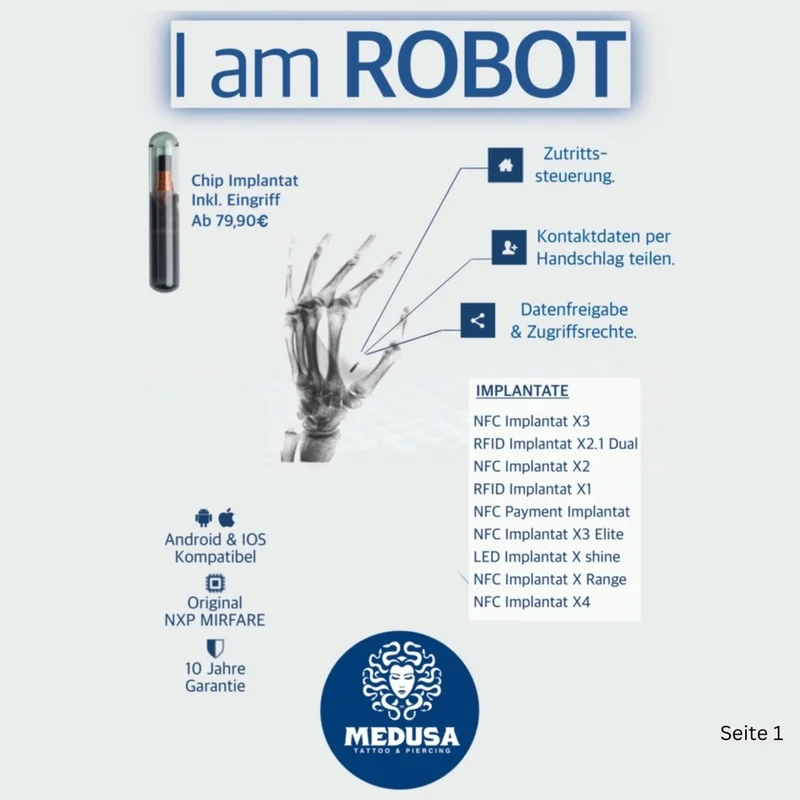 I am ROBOT
Chip Implantat
Inkl. Eingriff
Ab 79,90€
Zutritts-
steuerung.
Kontaktdaten per
Handschlag teilen.
Datenfreigabe
& Zugriffsrechte.
IMPLANTATE
NFC Implantat X3
RFID Implantat X2.1 Dual
NFC Implantat X2
RFID Implantat X1
NFC Payment Implantat
NFC Implantat X3 Elite
LED Implantat X shine
NFC Implantat X Range
NFC Implantat X4
Android & IOS
Kompatibel
Original
NXP MIRFARE
10 Jahre
Garantie
MEDUSA
TATTOO & PIERCING
Seite 1